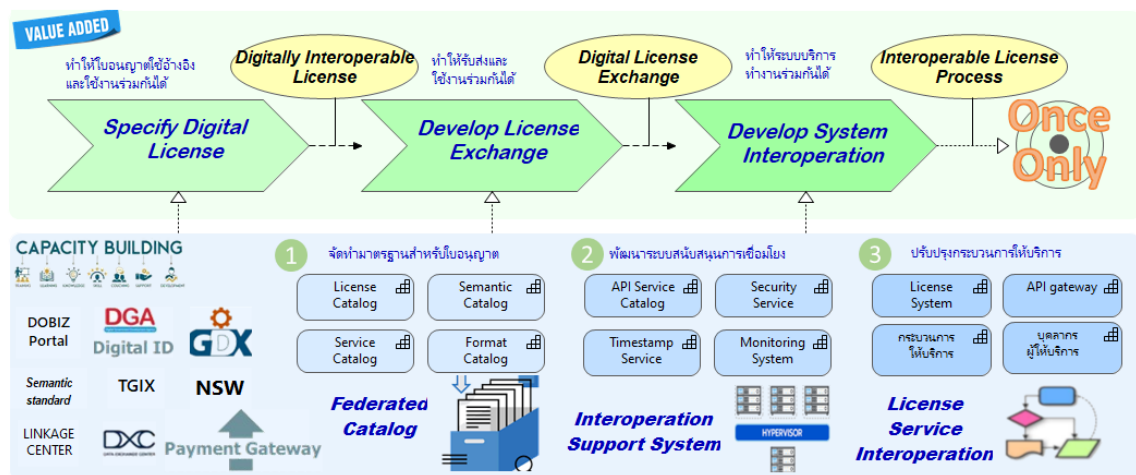 VALUE ADDED
ทำให้ใบอนุญาตใช้อ้างอิง
และใช้งานร่วมกันได้
Digitally Interoperable
License
ทำให้รับส่งและ
ใช้งานร่วมกันได้
Digital License
Exchange
ทำให้ระบบบริการ
ทำงานร่วมกันได้
Interoperable License
Process
Specify Digital
License
Develop License
Exchange
Develop System
Interoperation
Once
Only
CAPACITY BUILDING
TRAINING LEARNING KNOWLEDGE SKILL COACHING SUPPORT DEVELOPMENT
DOBIZ
Portal
DGA
Digital ID
GDX
Semantic
standard
TGIX
NSW
LINKAGE
CENTER
DXC
DATA EXCHANGE CENTER
Payment Gateway
1
จัดทำมาตรฐานสำหรับใบอนุญาต
License
Catalog
Semantic
Catalog
Service
Catalog
Format
Catalog
Federated
Catalog
2
พัฒนาระบบสนับสนุนการเชื่อมโยง
API Service
Catalog
Security
Service
Timestamp
Service
Monitoring
System
Interoperation
Support System
HYPERVISOR
3
ปรับปรุงกระบวนการให้บริการ
License
System
API gateway
กระบวนการ
ให้บริการ
บุคลากร
ผู้ให้บริการ
License
Service
Interoperation